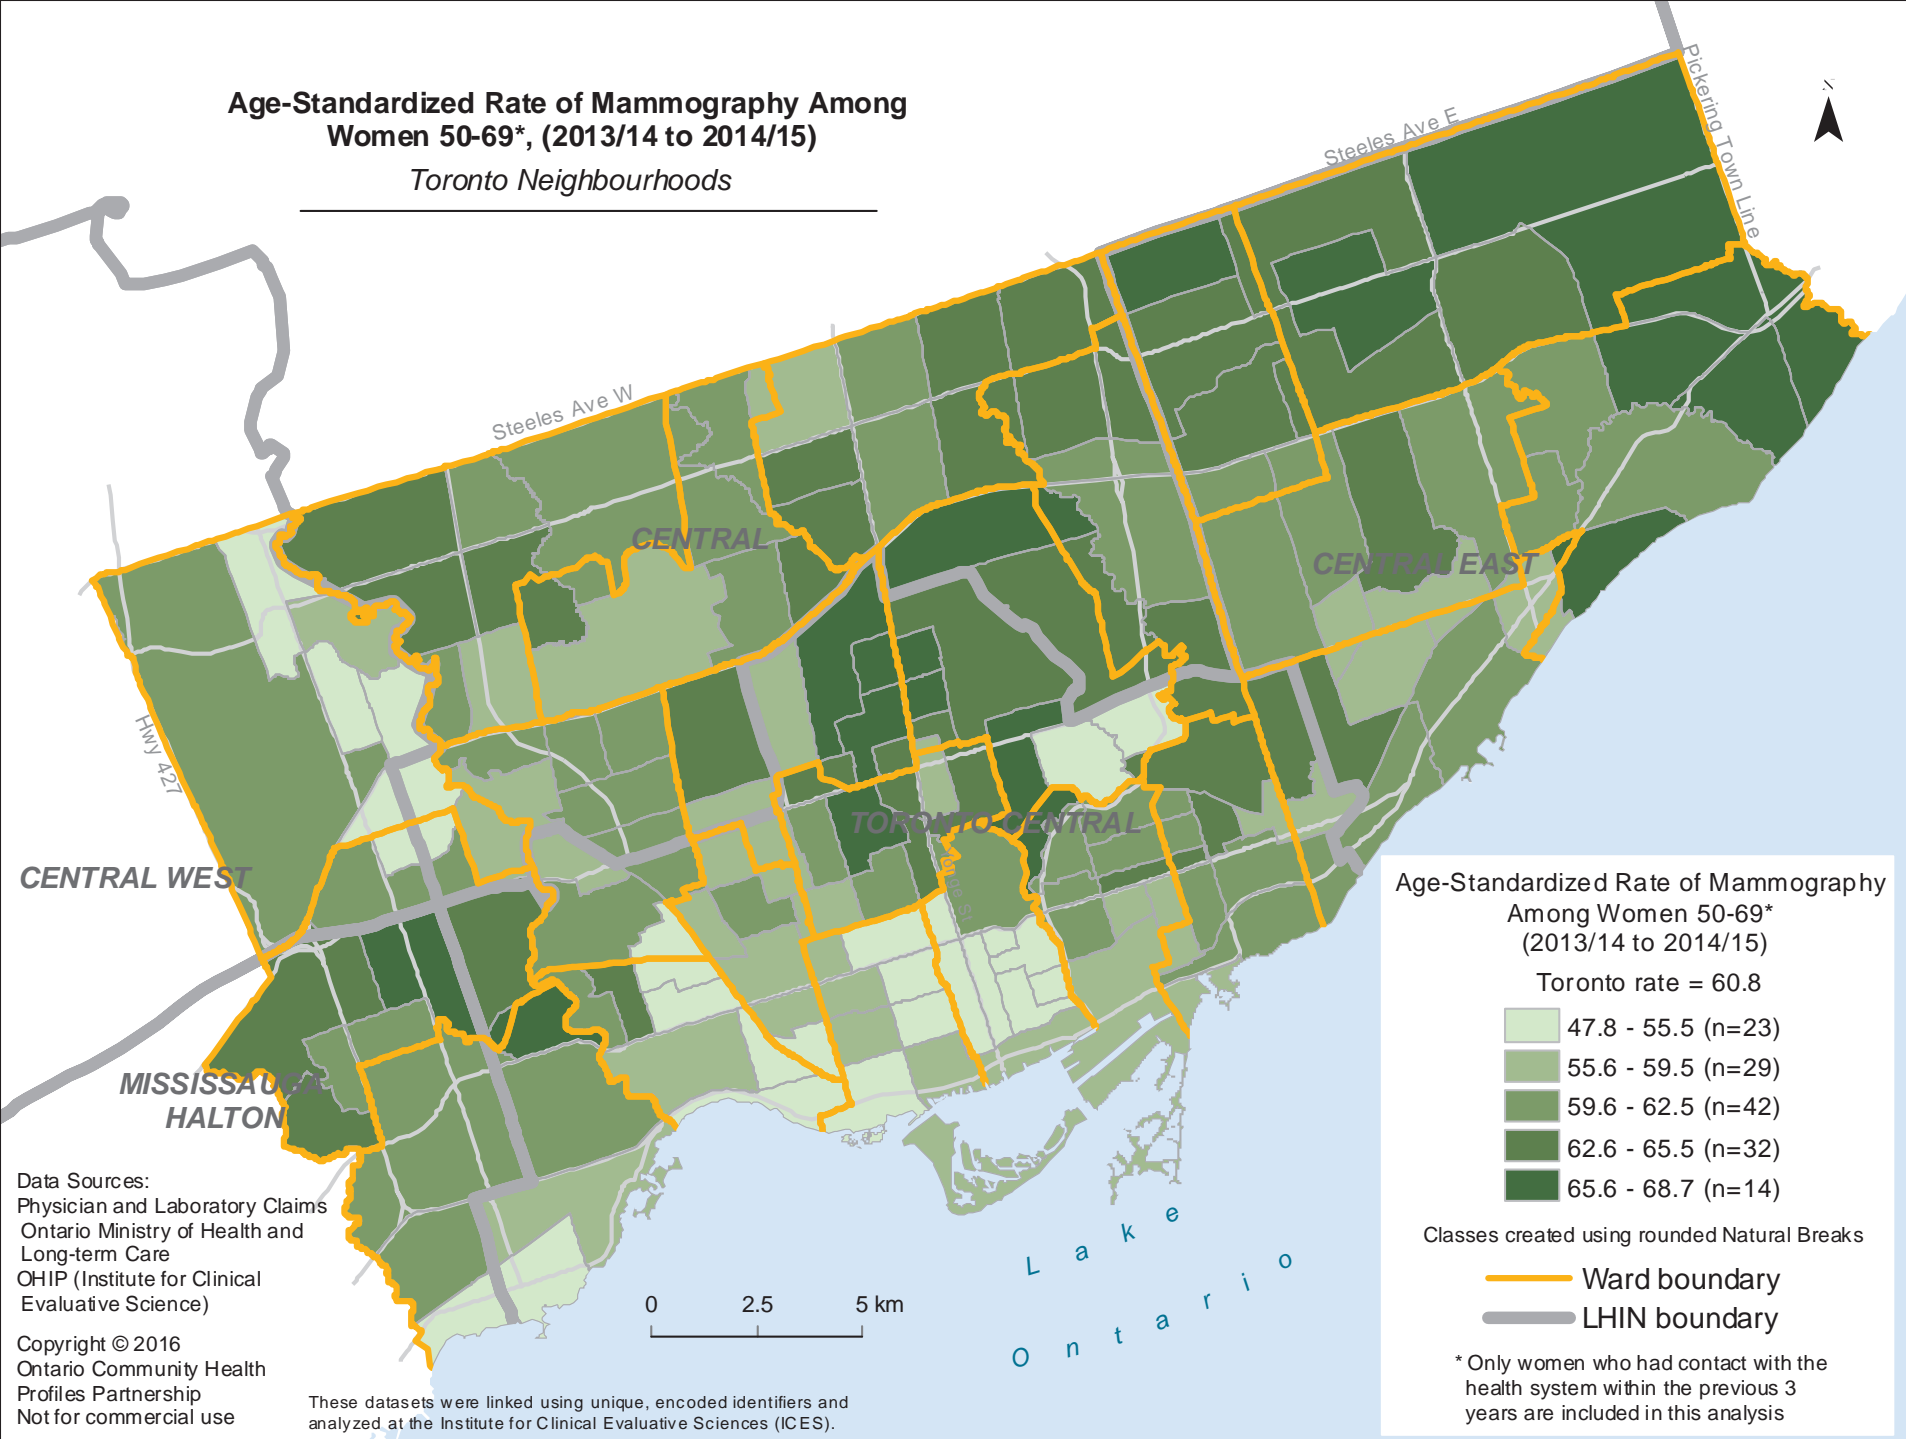 Age-Standardized Rate of Mammography Among
Women 50-69*, (2013/14 to 2014/15)
Toronto Neighbourhoods
N
Pickering Town Line
Steeles Ave E
Steeles Ave W
CENTRAL
CENTRAL EAST
Hwy 427
TORONTO CENTRAL
Yonge St
CENTRAL WEST
MISSISSAUGA
HALTON
Age-Standardized Rate of Mammography
Among Women 50-69*
(2013/14 to 2014/15)
Toronto rate = 60.8
47.8 - 55.5 (n=23)
55.6 - 59.5 (n=29)
59.6 - 62.5 (n=42)
62.6 - 65.5 (n=32)
65.6 - 68.7 (n=14)
Classes created using rounded Natural Breaks
Ward boundary
LHIN boundary
* Only women who had contact with the
health system within the previous 3
years are included in this analysis
Lake
Ontario
0 2.5 5 km
Data Sources:
Physician and Laboratory Claims
Ontario Ministry of Health and
Long-term Care
OHIP (Institute for Clinical
Evaluative Science)
Copyright © 2016
Ontario Community Health
Profiles Partnership
Not for commercial use
These datasets were linked using unique, encoded identifiers and
analyzed at the Institute for Clinical Evaluative Sciences (ICES).